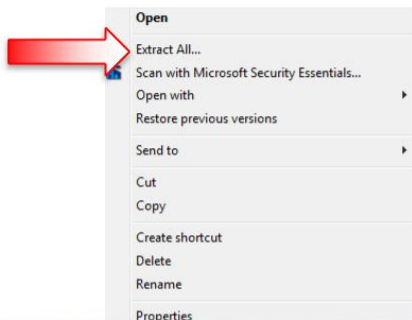 Open
Extract All...
Scan with Microsoft Security Essentials...
Open with
Restore previous versions
Send to
Cut
Copy
Create shortcut
Delete
Rename
Properties